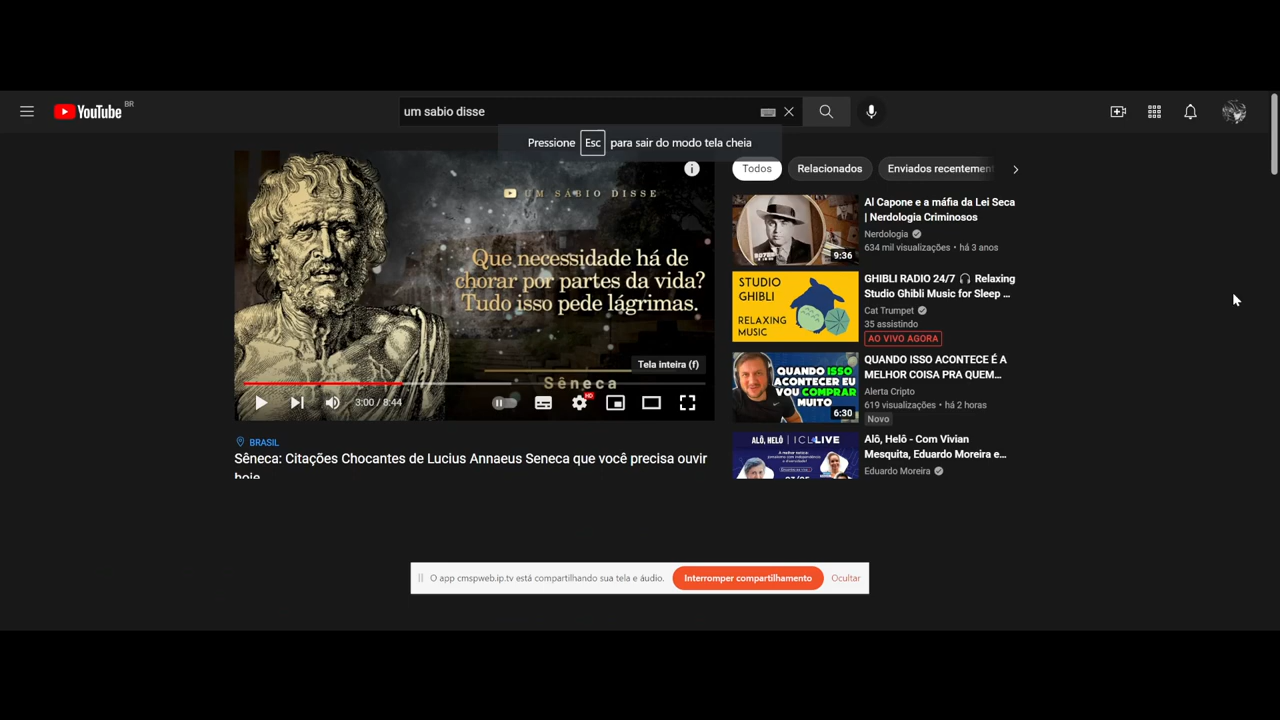 YouTube BR
um sabio disse
Pressione Esc para sair do modo tela cheia
UM SÁBIO DISSE
Que necessidade há de
chorar por partes da vida?
Tudo isso pede lágrimas.
Tela inteira (f)
Sêneca
3:00 / 8:44
HD
BRASIL
Sêneca: Citações Chocantes de Lucius Annaeus Seneca que você precisa ouvir
hoje
Todos
Relacionados
Enviados recentement
Al Capone e a máfia da Lei Seca
| Nerdologia Criminosos
Nerdologia
634 mil visualizações • há 3 anos
9:36
STUDIO
GHIBLI
RELAXING
MUSIC
GHIBLI RADIO 24/7 🎧 Relaxing
Studio Ghibli Music for Sleep ...
Cat Trumpet
35 assistindo
AO VIVO AGORA
QUANDO ISSO
ACONTECER EU
VOU COMPRAR
MUITO
6:30
QUANDO ISSO ACONTECE É A
MELHOR COISA PRA QUEM...
Alerta Cripto
619 visualizações • há 2 horas
Novo
ALÔ, HELÔ | ICL LIVE
Alô, Helô - Com Vivian
Mesquita, Eduardo Moreira e...
Eduardo Moreira
O app cmspweb.ip.tv está compartilhando sua tela e áudio.
Interromper compartilhamento
Ocultar